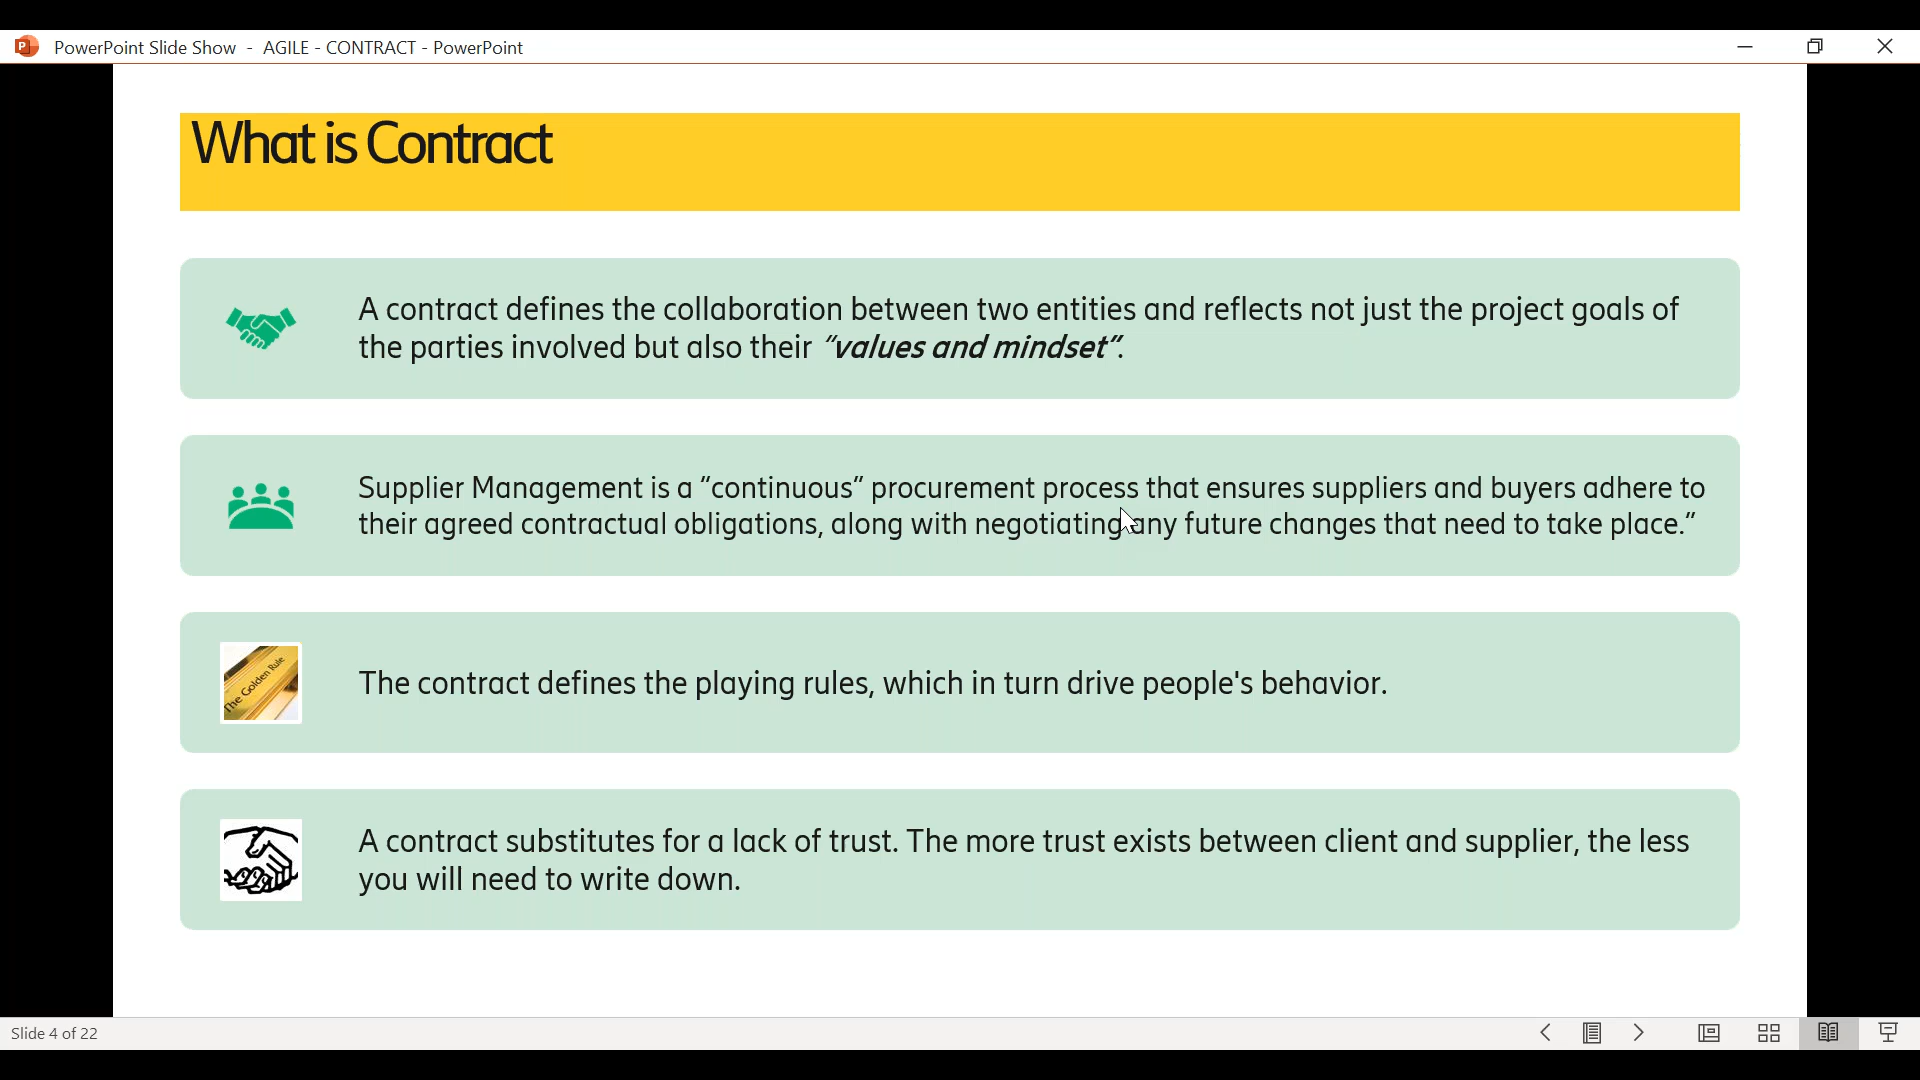 P
PowerPoint Slide Show - AGILE - CONTRACT - PowerPoint
What is Contract
A contract defines the collaboration between two entities and reflects not just the project goals of
the parties involved but also their “values and mindset”.
Supplier Management is a “continuous” procurement process that ensures suppliers and buyers adhere to
their agreed contractual obligations, along with negotiating any future changes that need to take place.”
The Golden Rule
The contract defines the playing rules, which in turn drive people's behavior.
A contract substitutes for a lack of trust. The more trust exists between client and supplier, the less
you will need to write down.
Slide 4 of 22